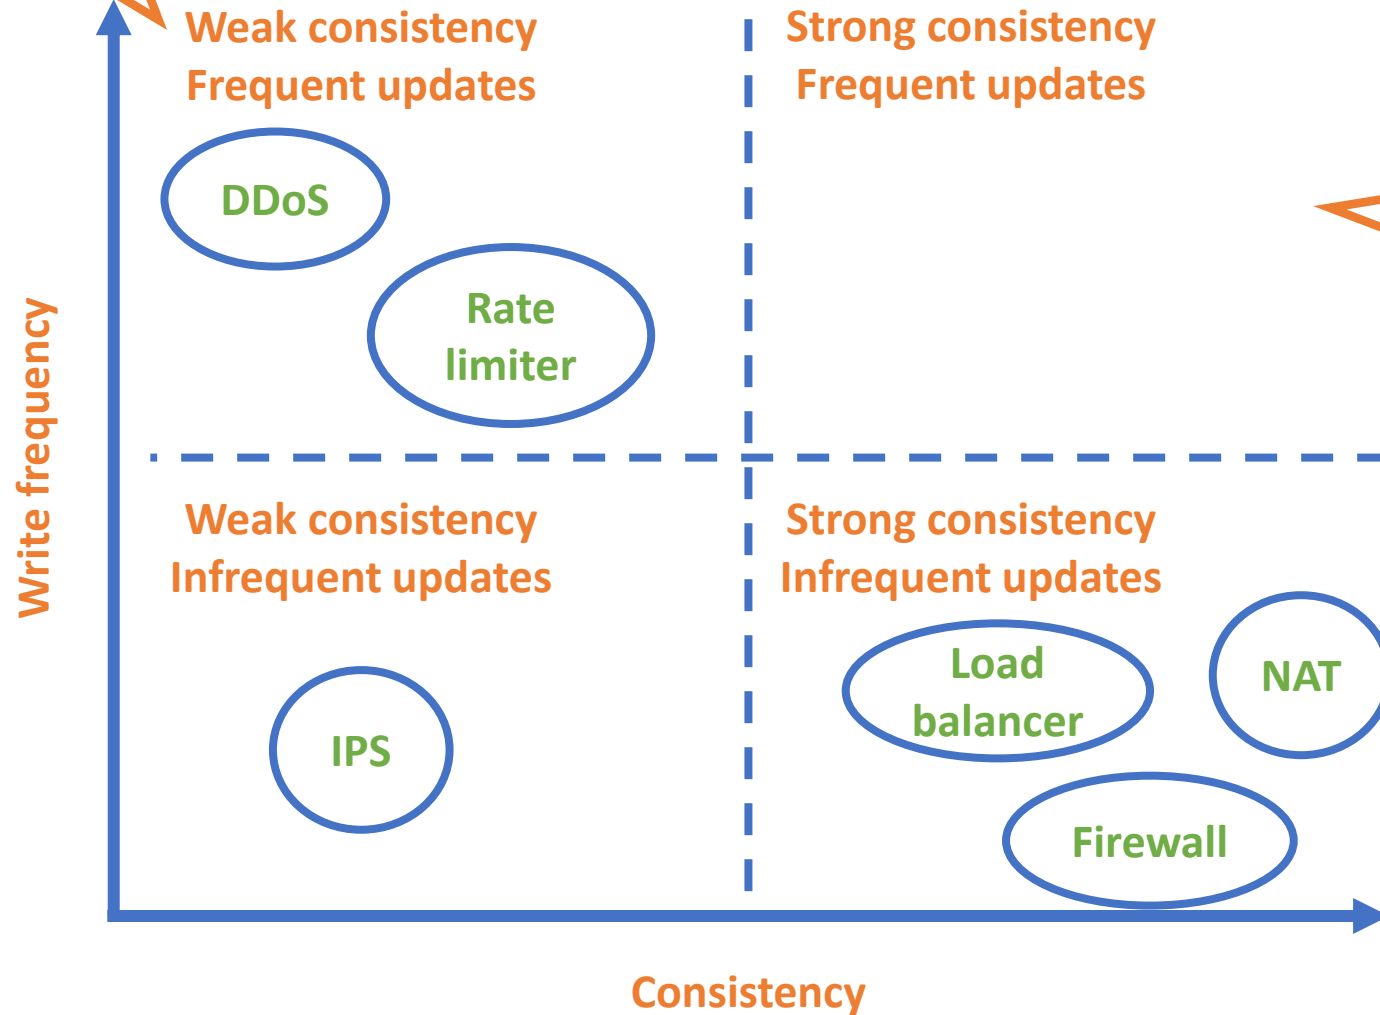 Weak consistency
Frequent updates
Strong consistency
Frequent updates
DDoS
Rate
limiter
Write frequency
Weak consistency
Infrequent updates
Strong consistency
Infrequent updates
Load
balancer
NAT
IPS
Firewall
Consistency